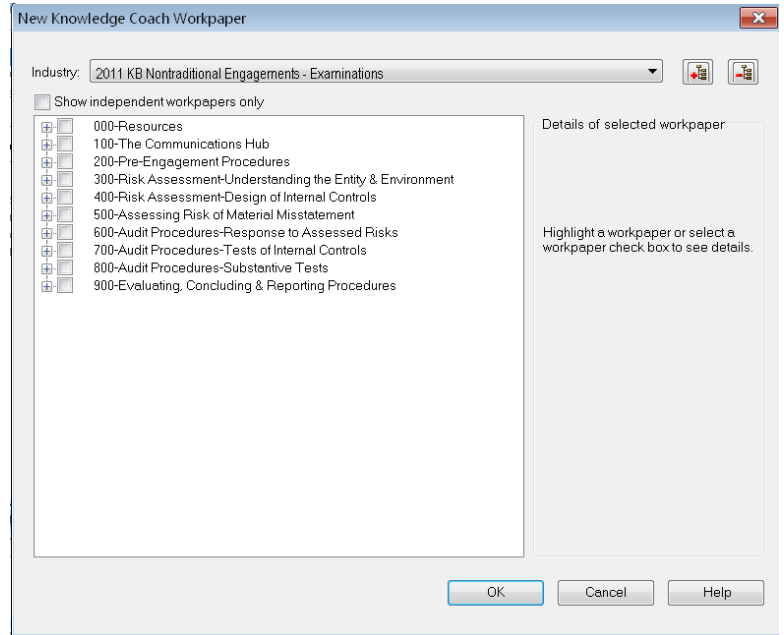 New Knowledge Coach Workpaper
Industry: 2011 KB Nontraditional Engagements - Examinations
Show independent workpapers only
000-Resources
100-The Communications Hub
200-Pre-Engagement Procedures
300-Risk Assessment-Understanding the Entity & Environment
400-Risk Assessment-Design of Internal Controls
500-Assessing Risk of Material Misstatement
600-Audit Procedures-Response to Assessed Risks
700-Audit Procedures-Tests of Internal Controls
800-Audit Procedures-Substantive Tests
900-Evaluating, Concluding & Reporting Procedures
Details of selected workpaper
Highlight a workpaper or select a
workpaper check box to see details.
OK Cancel Help